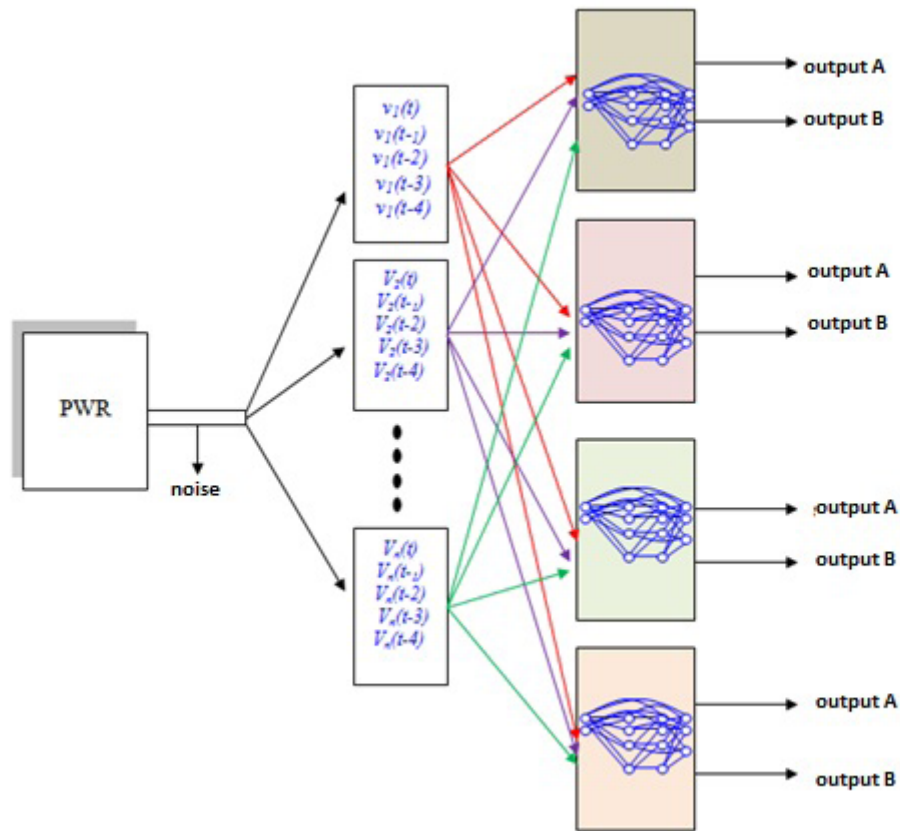 PWR
noise
v1(t)
v1(t-1)
v1(t-2)
v1(t-3)
v1(t-4)
V2(t)
V2(t-1)
V2(t-2)
V2(t-3)
V2(t-4)
Vn(t)
Vn(t-1)
Vn(t-2)
Vn(t-3)
Vn(t-4)
output A
output B
output A
output B
output A
output B
output A
output B